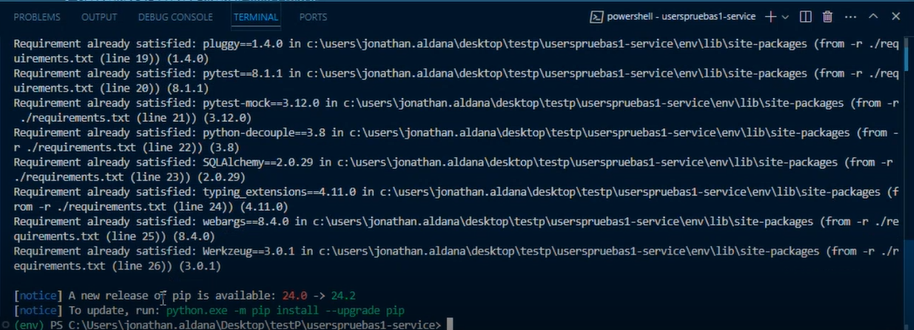 PROBLEMS OUTPUT DEBUG CONSOLE TERMINAL PORTS powershell - userspruebas1-service
Requirement already satisfied: pluggy==1.4.0 in c:\users\jonathan.aldana\desktop\testp\userspruebas1-service\env\lib\site-packages (from -r ./req
uirements.txt (line 19)) (1.4.0)
Requirement already satisfied: pytest==8.1.1 in c:\users\jonathan.aldana\desktop\testp\userspruebas1-service\env\lib\site-packages (from -r ./req
uirements.txt (line 20)) (8.1.1)
Requirement already satisfied: pytest-mock==3.12.0 in c:\users\jonathan.aldana\desktop\testp\userspruebas1-service\env\lib\site-packages (from -r
 ./requirements.txt (line 21)) (3.12.0)
Requirement already satisfied: python-decouple==3.8 in c:\users\jonathan.aldana\desktop\testp\userspruebas1-service\env\lib\site-packages (from -
r ./requirements.txt (line 22)) (3.8)
Requirement already satisfied: SQLAlchemy==2.0.29 in c:\users\jonathan.aldana\desktop\testp\userspruebas1-service\env\lib\site-packages (from -r
./requirements.txt (line 23)) (2.0.29)
Requirement already satisfied: typing_extensions==4.11.0 in c:\users\jonathan.aldana\desktop\testp\userspruebas1-service\env\lib\site-packages (f
rom -r ./requirements.txt (line 24)) (4.11.0)
Requirement already satisfied: webargs==8.4.0 in c:\users\jonathan.aldana\desktop\testp\userspruebas1-service\env\lib\site-packages (from -r ./re
quirements.txt (line 25)) (8.4.0)
Requirement already satisfied: Werkzeug==3.0.1 in c:\users\jonathan.aldana\desktop\testp\userspruebas1-service\env\lib\site-packages (from -r ./r
equirements.txt (line 26)) (3.0.1)
[notice] A new release of pip is available: 24.0 -> 24.2
[notice] To update, run: python.exe -m pip install --upgrade pip
(env) PS C:\Users\jonathan.aldana\Desktop\testP\userspruebas1-service>